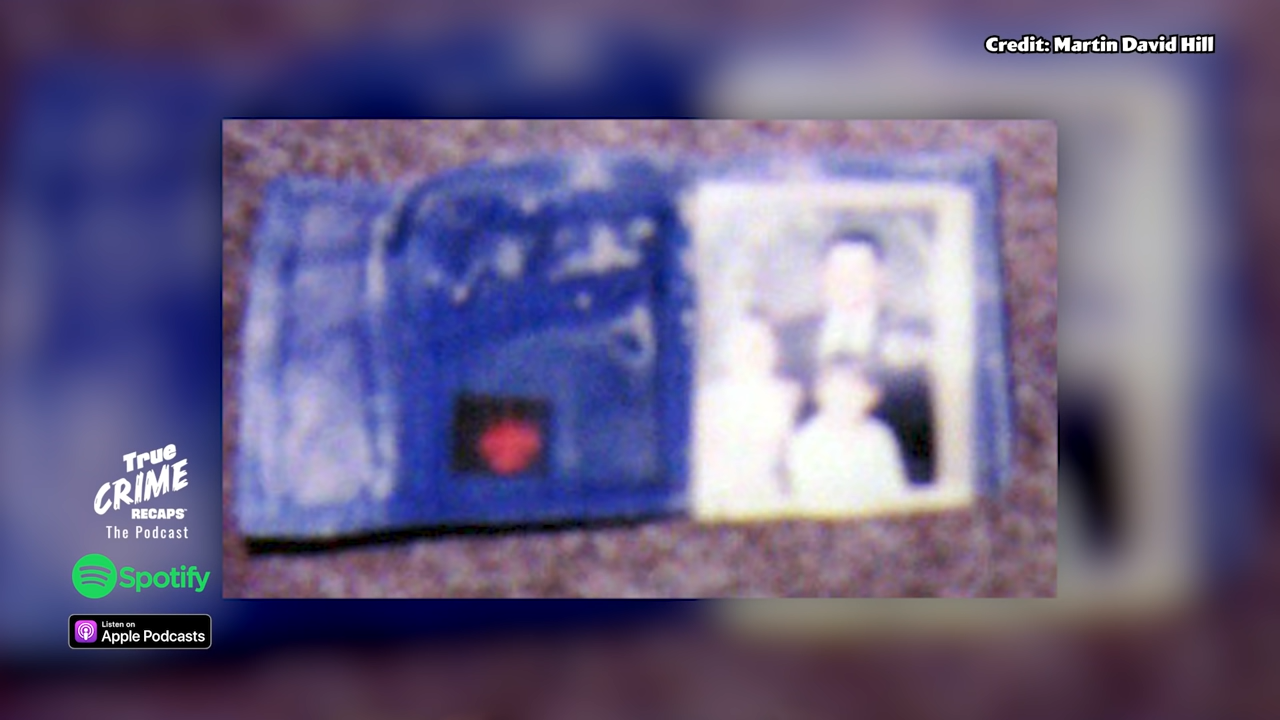 Credit: Martin David Hill
True
CRIME
RECAPS
The Podcast
Spotify
Listen on
Apple Podcasts